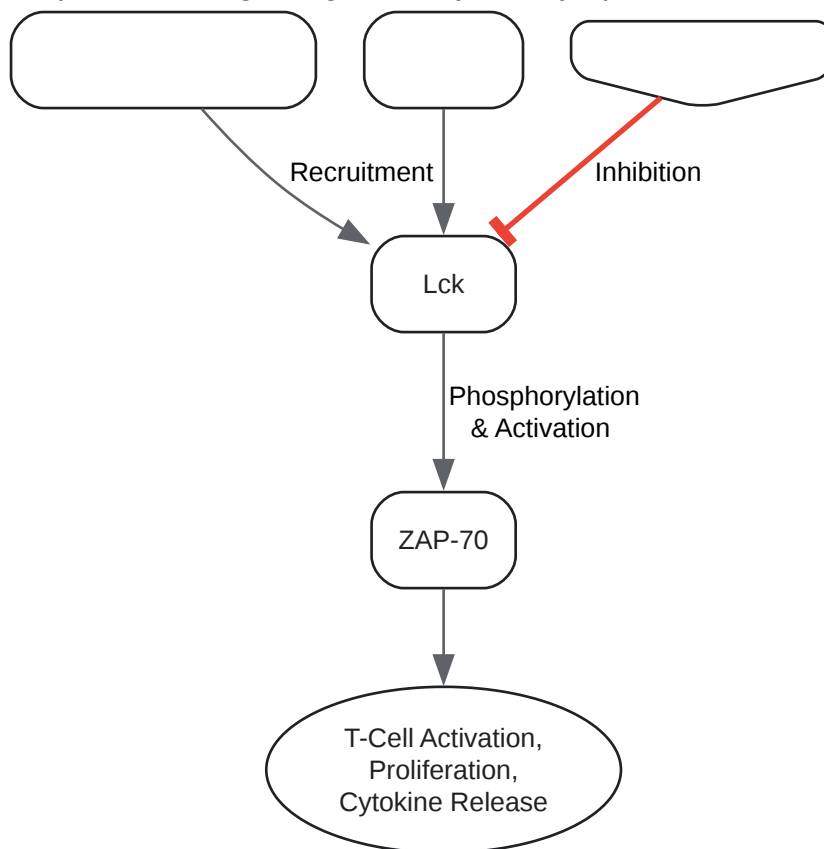 Recruitment
Inhibition
Lck
Phosphorylation
& Activation
ZAP-70
T-Cell Activation,
Proliferation,
Cytokine Release